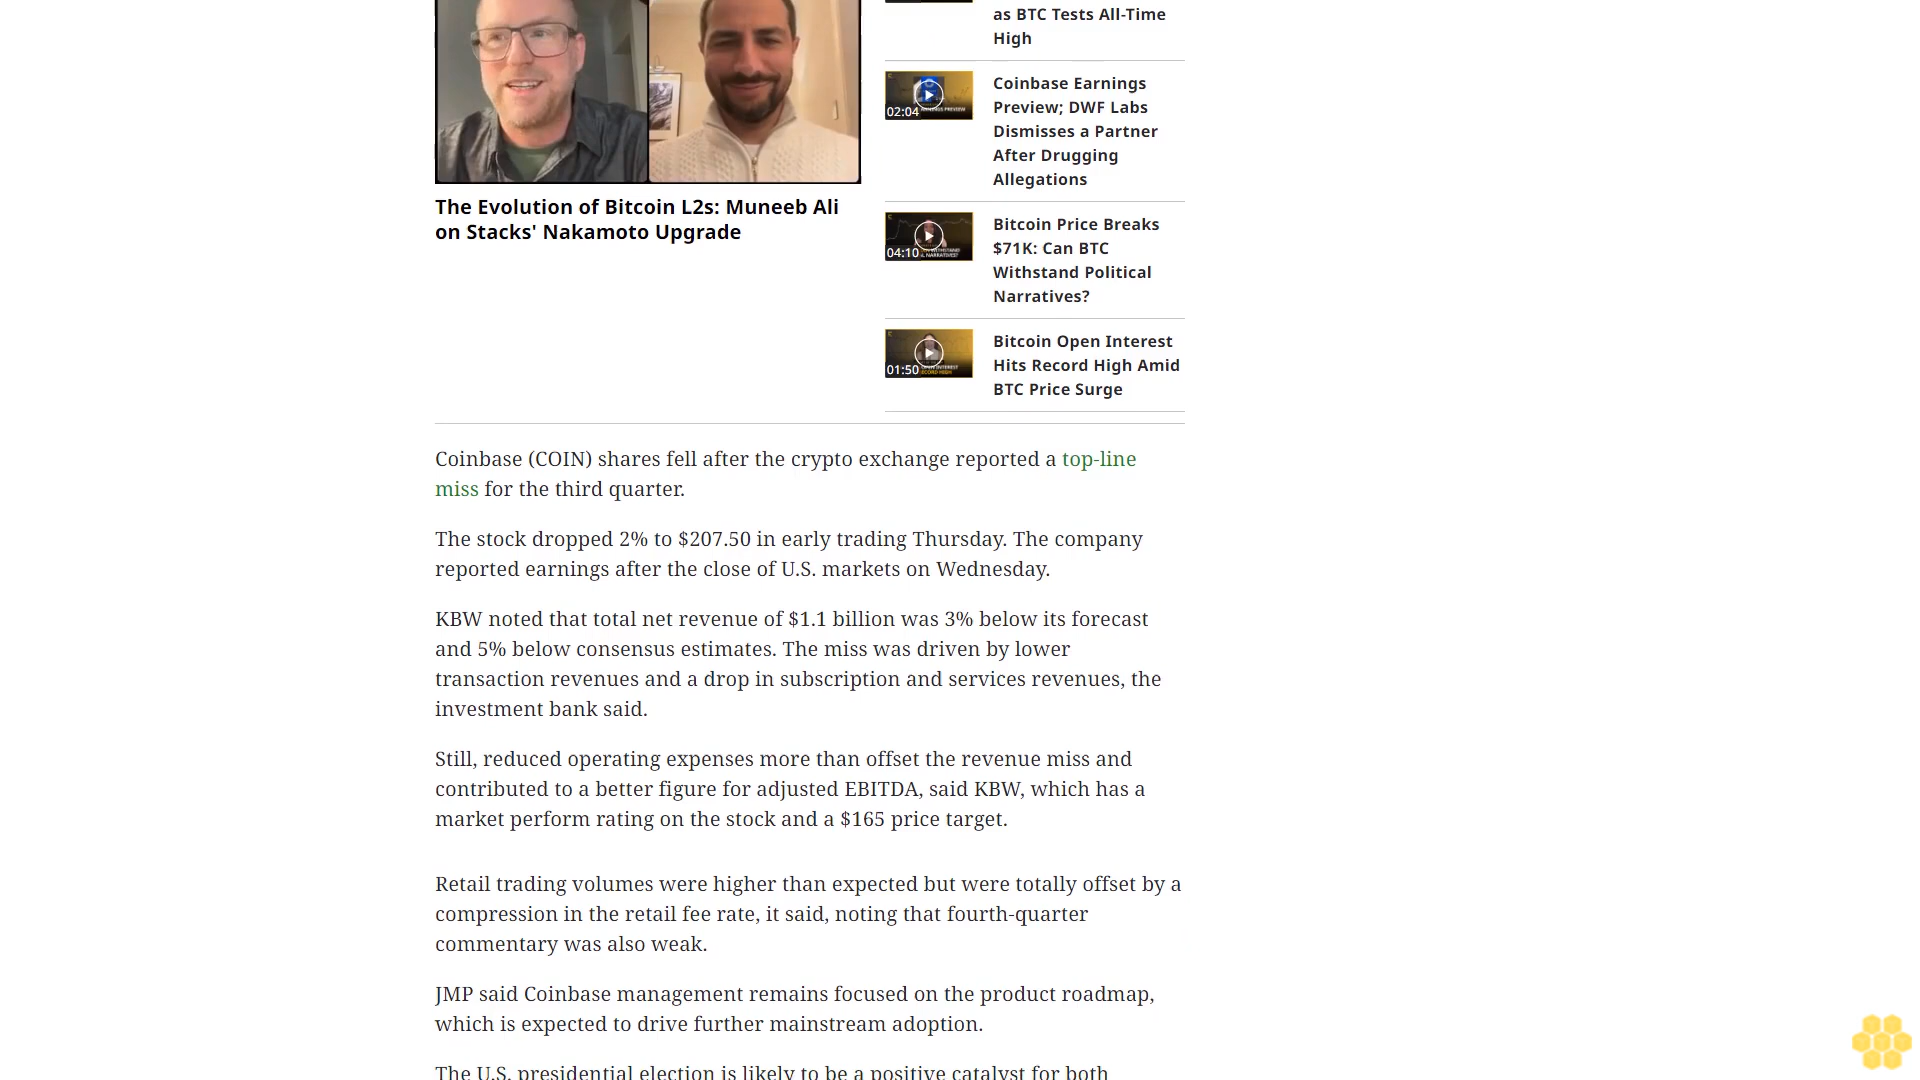 The Evolution of Bitcoin L2s: Muneeb Ali
on Stacks' Nakamoto Upgrade
as BTC Tests All-Time
High
02:04
Coinbase Earnings
Preview; DWF Labs
Dismisses a Partner
After Drugging
Allegations
04:10
Bitcoin Price Breaks
$71K: Can BTC
Withstand Political
Narratives?
01:50
Bitcoin Open Interest
Hits Record High Amid
BTC Price Surge
Coinbase (COIN) shares fell after the crypto exchange reported a top-line
miss for the third quarter.
The stock dropped 2% to $207.50 in early trading Thursday. The company
reported earnings after the close of U.S. markets on Wednesday.
KBW noted that total net revenue of $1.1 billion was 3% below its forecast
and 5% below consensus estimates. The miss was driven by lower
transaction revenues and a drop in subscription and services revenues, the
investment bank said.
Still, reduced operating expenses more than offset the revenue miss and
contributed to a better figure for adjusted EBITDA, said KBW, which has a
market perform rating on the stock and a $165 price target.
Retail trading volumes were higher than expected but were totally offset by a
compression in the retail fee rate, it said, noting that fourth-quarter
commentary was also weak.
JMP said Coinbase management remains focused on the product roadmap,
which is expected to drive further mainstream adoption.
The U.S. presidential election is likely to be a positive catalyst for both